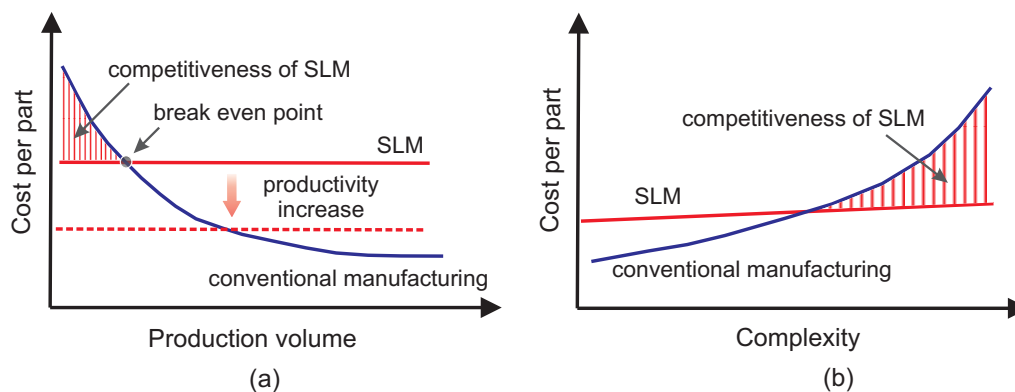 Cost per part
competitiveness of SLM
break even point
SLM
productivity
increase
conventional manufacturing
Production volume
(a)
Cost per part
competitiveness
of SLM
SLM
conventional manufacturing
Complexity
(b)